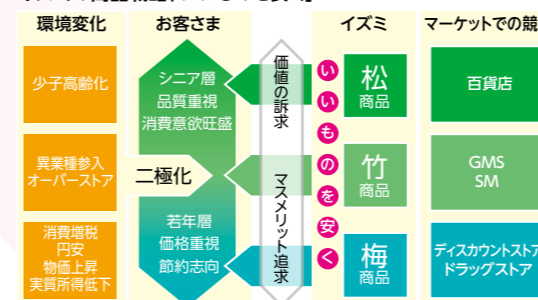 環境変化
お客さま
イズミ
マーケットでの競
少子高齢化
異業種参入
オーバーストア
消費増税
円安
物価上昇
実質所得低下
シニア層
品質重視
消費意欲旺盛
二極化
若年層
価格重視
節約志向
価値の訴求
マスメリット追求
いいものを安く
松
商品
竹
商品
梅
商品
百貨店
GMS
SM
ディスカウントスト
ドラッグストア